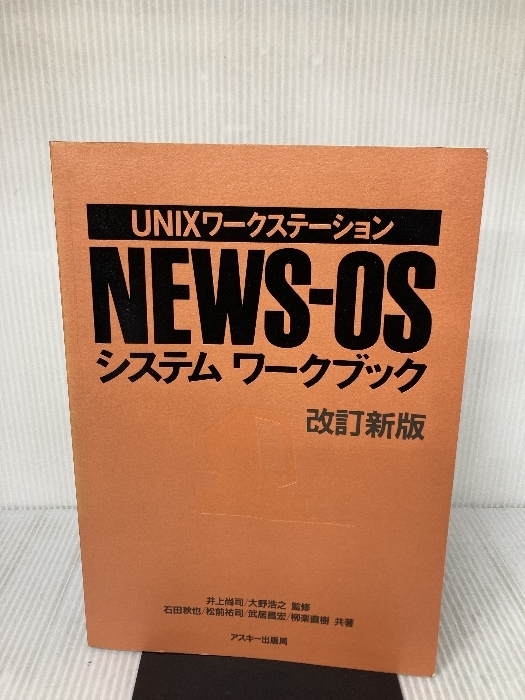 UNIXワークステーション
NEWS-OS
システム ワークブック
改訂新版
井上尚司/大野浩之 監修
石田秋也/松前祐司/武居昌宏/柳楽直樹 共著
アスキー出版局